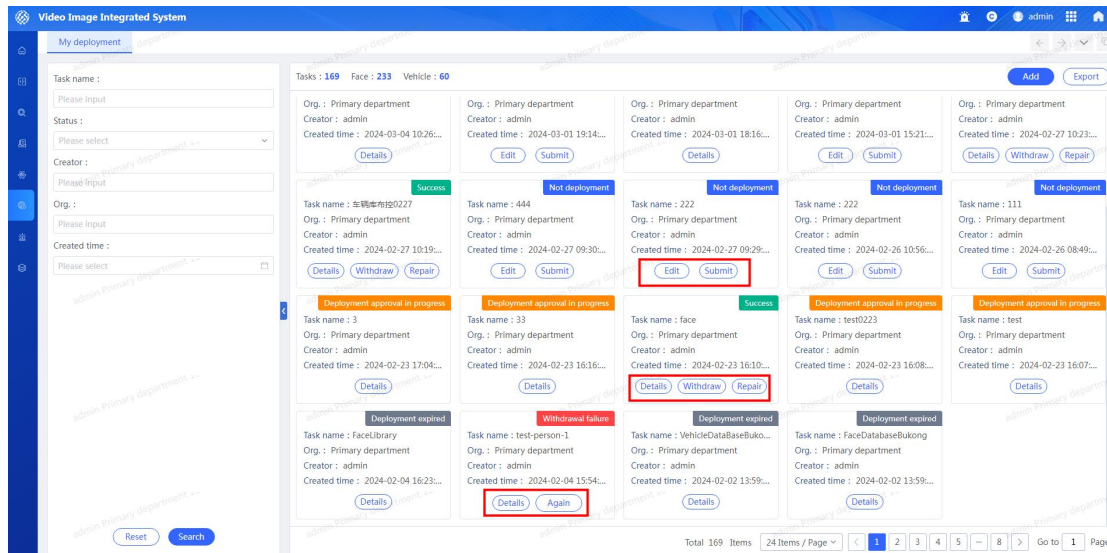 Video Image Integrated System
admin
My deployment
Task name :
Please input
Status :
Please select
Creator :
Please input
Org. :
Please input
Created time :
Please select
Reset Search
Tasks : 169 Face : 233 Vehicle : 60
Add Export
Org. : Primary department Org. : Primary department Org. : Primary department Org. : Primary department Org. : Primary department
Creator : admin Creator : admin Creator : admin Creator : admin Creator : admin
Created time : 2024-03-04 10:26:... Created time : 2024-03-01 19:14:... Created time : 2024-03-01 18:16:... Created time : 2024-03-01 15:21:... Created time : 2024-02-27 10:23:...
Details Edit Submit Details Edit Submit Details Withdraw Repair
Success Not deployment Not deployment Not deployment Not deployment
Task name : 车辆库布控0227 Task name : 444 Task name : 222 Task name : 222 Task name : 111
Org. : Primary department Org. : Primary department Org. : Primary department Org. : Primary department Org. : Primary department
Creator : admin Creator : admin Creator : admin Creator : admin Creator : admin
Created time : 2024-02-27 10:19:... Created time : 2024-02-27 09:30:... Created time : 2024-02-27 09:29:... Created time : 2024-02-26 10:56:... Created time : 2024-02-26 08:49:...
Details Withdraw Repair Edit Submit Edit Submit Edit Submit Edit Submit
Deployment approval in progress Deployment approval in progress Success Deployment approval in progress Deployment approval in progress
Task name : 3 Task name : 33 Task name : face Task name : test0223 Task name : test
Org. : Primary department Org. : Primary department Org. : Primary department Org. : Primary department Org. : Primary department
Creator : admin Creator : admin Creator : admin Creator : admin Creator : admin
Created time : 2024-02-23 17:04:... Created time : 2024-02-23 16:16:... Created time : 2024-02-23 16:10:... Created time : 2024-02-23 16:08:... Created time : 2024-02-23 16:07:...
Details Details Details Withdraw Repair Details Details
Deployment expired Withdrawal failure Deployment expired Deployment expired
Task name : FaceLibrary Task name : test-person-1 Task name : VehicleDataBaseBuko... Task name : FaceDatabaseBukong
Org. : Primary department Org. : Primary department Org. : Primary department Org. : Primary department
Creator : admin Creator : admin Creator : admin Creator : admin
Created time : 2024-02-04 16:23:... Created time : 2024-02-04 15:54:... Created time : 2024-02-02 13:59:... Created time : 2024-02-02 13:59:...
Details Details Again Details Details
Total 169 Items 24 Items / Page < 1 2 3 4 5 ··· 8 > Go to 1 Page